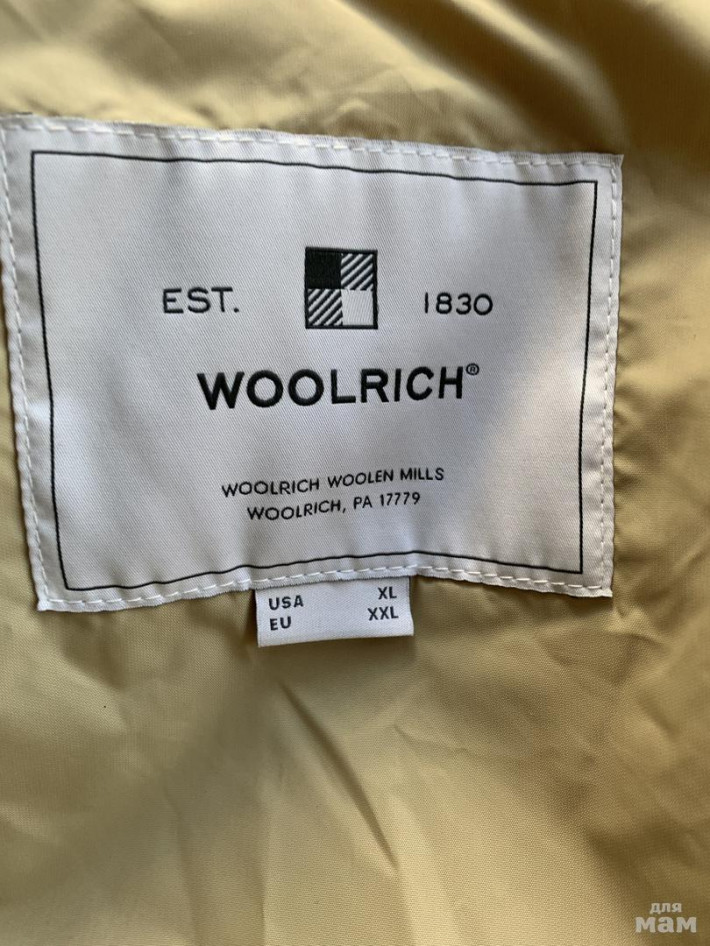 EST. 1830
WOOLRICH®
WOOLRICH WOOLEN MILLS
WOOLRICH, PA 17779
USA XL
EU XXL
для
мам